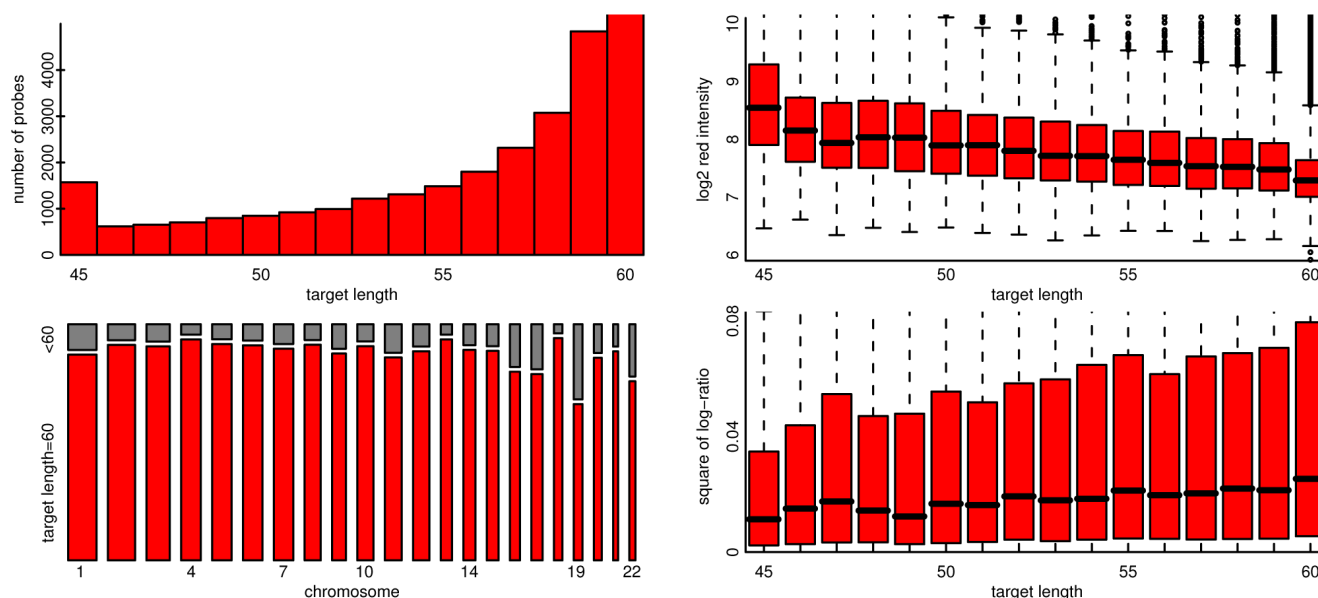 number of probes
4000
3000
2000
1000
0
45 50 55 60
target length
log2 red intensity
10
9
8
7
6
45 50 55 60
target length
<60
target length=60
1 4 7 10 14 19 22
chromosome
square of log−ratio
0.08
0.04
0
45 50 55 60
target length